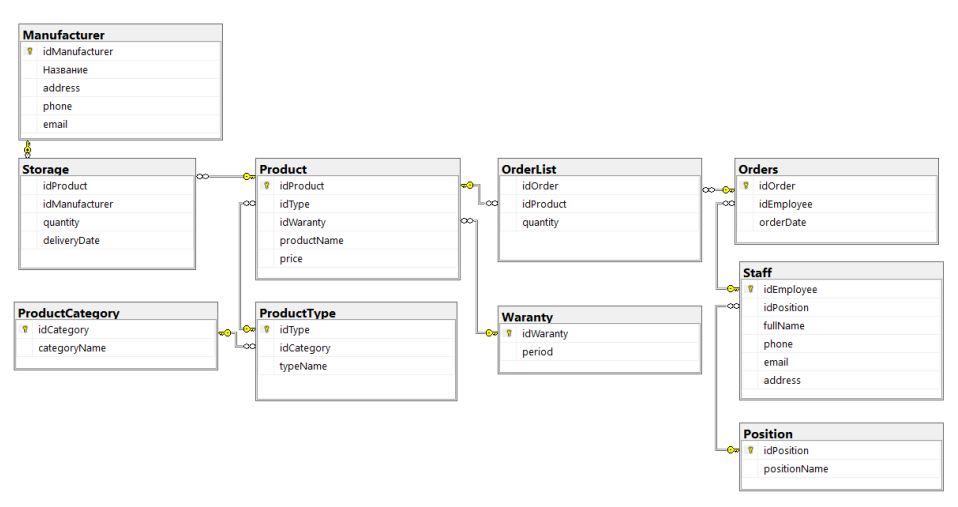 Manufacturer
idManufacturer
Название
address
phone
email
Storage
idProduct
idManufacturer
quantity
deliveryDate
Product
idProduct
idType
idWaranty
productName
price
OrderList
idOrder
idProduct
quantity
Orders
idOrder
idEmployee
orderDate
Staff
idEmployee
idPosition
fullName
phone
email
address
ProductCategory
idCategory
categoryName
ProductType
idType
idCategory
typeName
Waranty
idWaranty
period
Position
idPosition
positionName